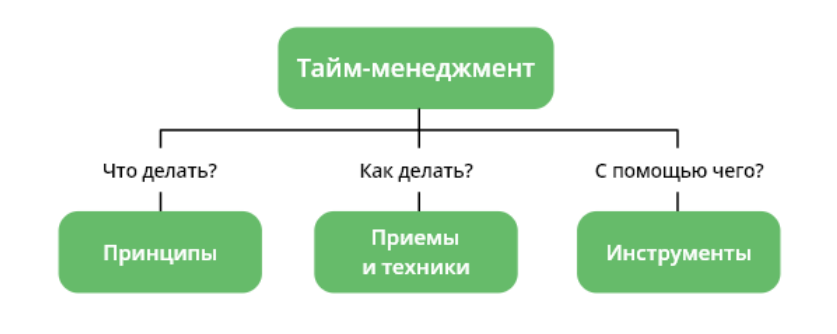 Тайм-менеджмент
Что делать?
Как делать?
С помощью чего?
Принципы
Приемы
и техники
Инструменты